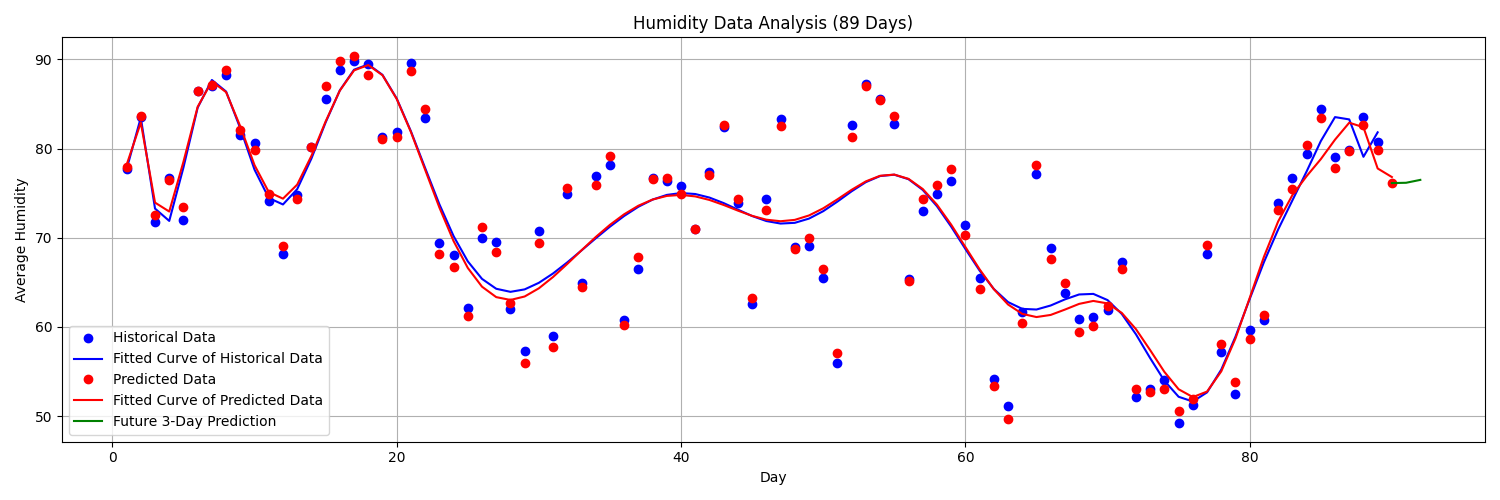 Humidity Data Analysis (89 Days)
90
80
70
60
50
Average Humidity
Historical Data
Fitted Curve of Historical Data
Predicted Data
Fitted Curve of Predicted Data
Future 3-Day Prediction
0 20 40 60 80
Day